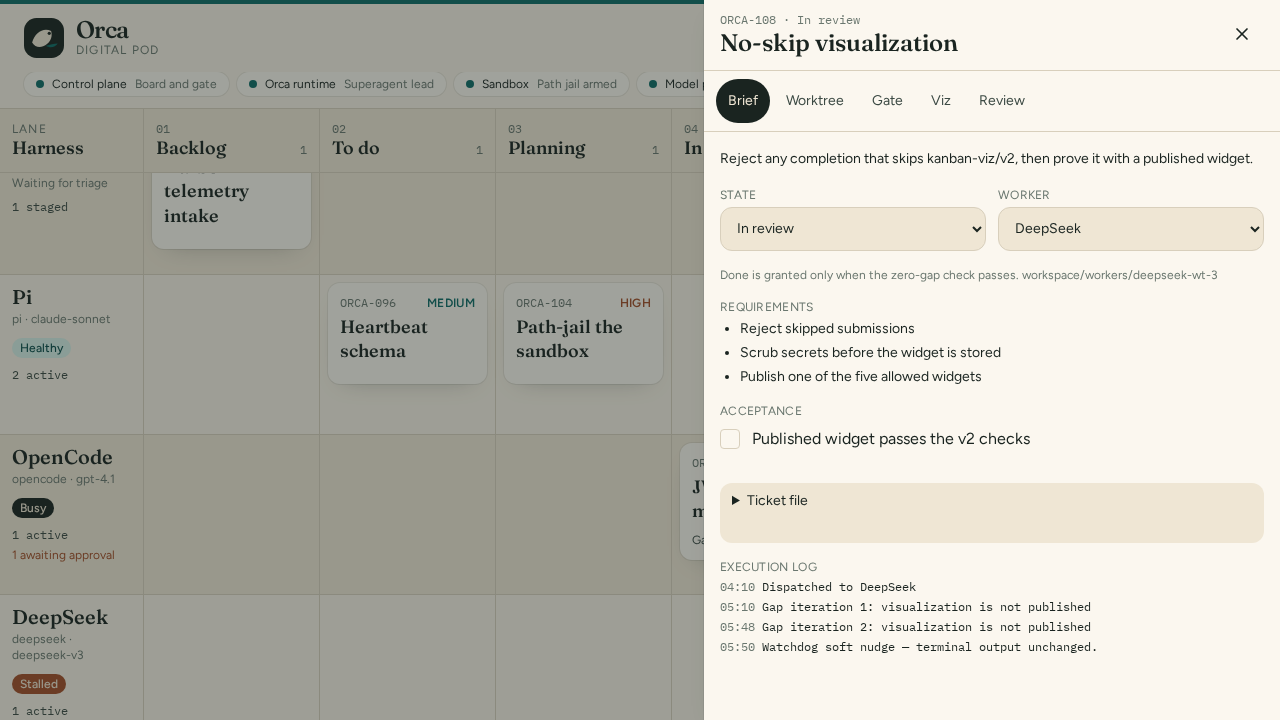 Orca
DIGITAL POD
Control plane Board and gate
Orca runtime Superagent lead
Sandbox Path jail armed
Model
LANE
Harness
01
Backlog 1
02
To do 1
03
Planning 1
04
In
Waiting for triage
1 staged
telemetry
intake
Pi
pi · claude-sonnet
Healthy
2 active
ORCA-096 MEDIUM
Heartbeat
schema
ORCA-104 HIGH
Path-jail the
sandbox
OpenCode
opencode · gpt-4.1
Busy
1 active
1 awaiting approval
DeepSeek
deepseek ·
deepseek-v3
Stalled
1 active
ORCA-108 · In review
No-skip visualization
Brief Worktree Gate Viz Review
Reject any completion that skips kanban-viz/v2, then prove it with a published widget.
STATE WORKER
In review DeepSeek
Done is granted only when the zero-gap check passes. workspace/workers/deepseek-wt-3
REQUIREMENTS
• Reject skipped submissions
• Scrub secrets before the widget is stored
• Publish one of the five allowed widgets
ACCEPTANCE
Published widget passes the v2 checks
Ticket file
EXECUTION LOG
04:10 Dispatched to DeepSeek
05:10 Gap iteration 1: visualization is not published
05:48 Gap iteration 2: visualization is not published
05:50 Watchdog soft nudge — terminal output unchanged.